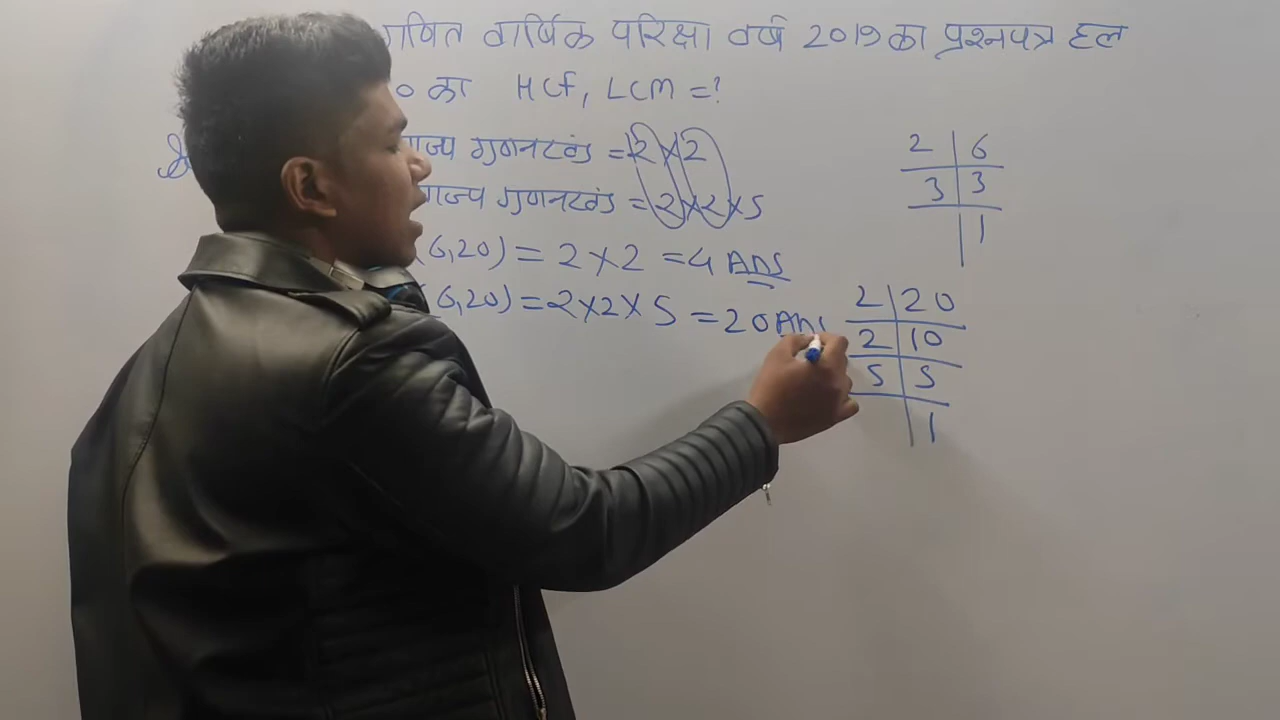 गणित वार्षिक परिक्षा वर्ष 2019 का प्रश्नपत्र हल
0 का HCF, LCM = ?
ाज्य गुणनखंड = 2×2
ाज्य गुणनखंड = 2×2×5
(6,20) = 2×2 = 4 Ans
(6,20) = 2×2×5 = 20 Ans
2 | 6
3 | 3
| 1
2 | 20
2 | 10
5 | 5
| 1